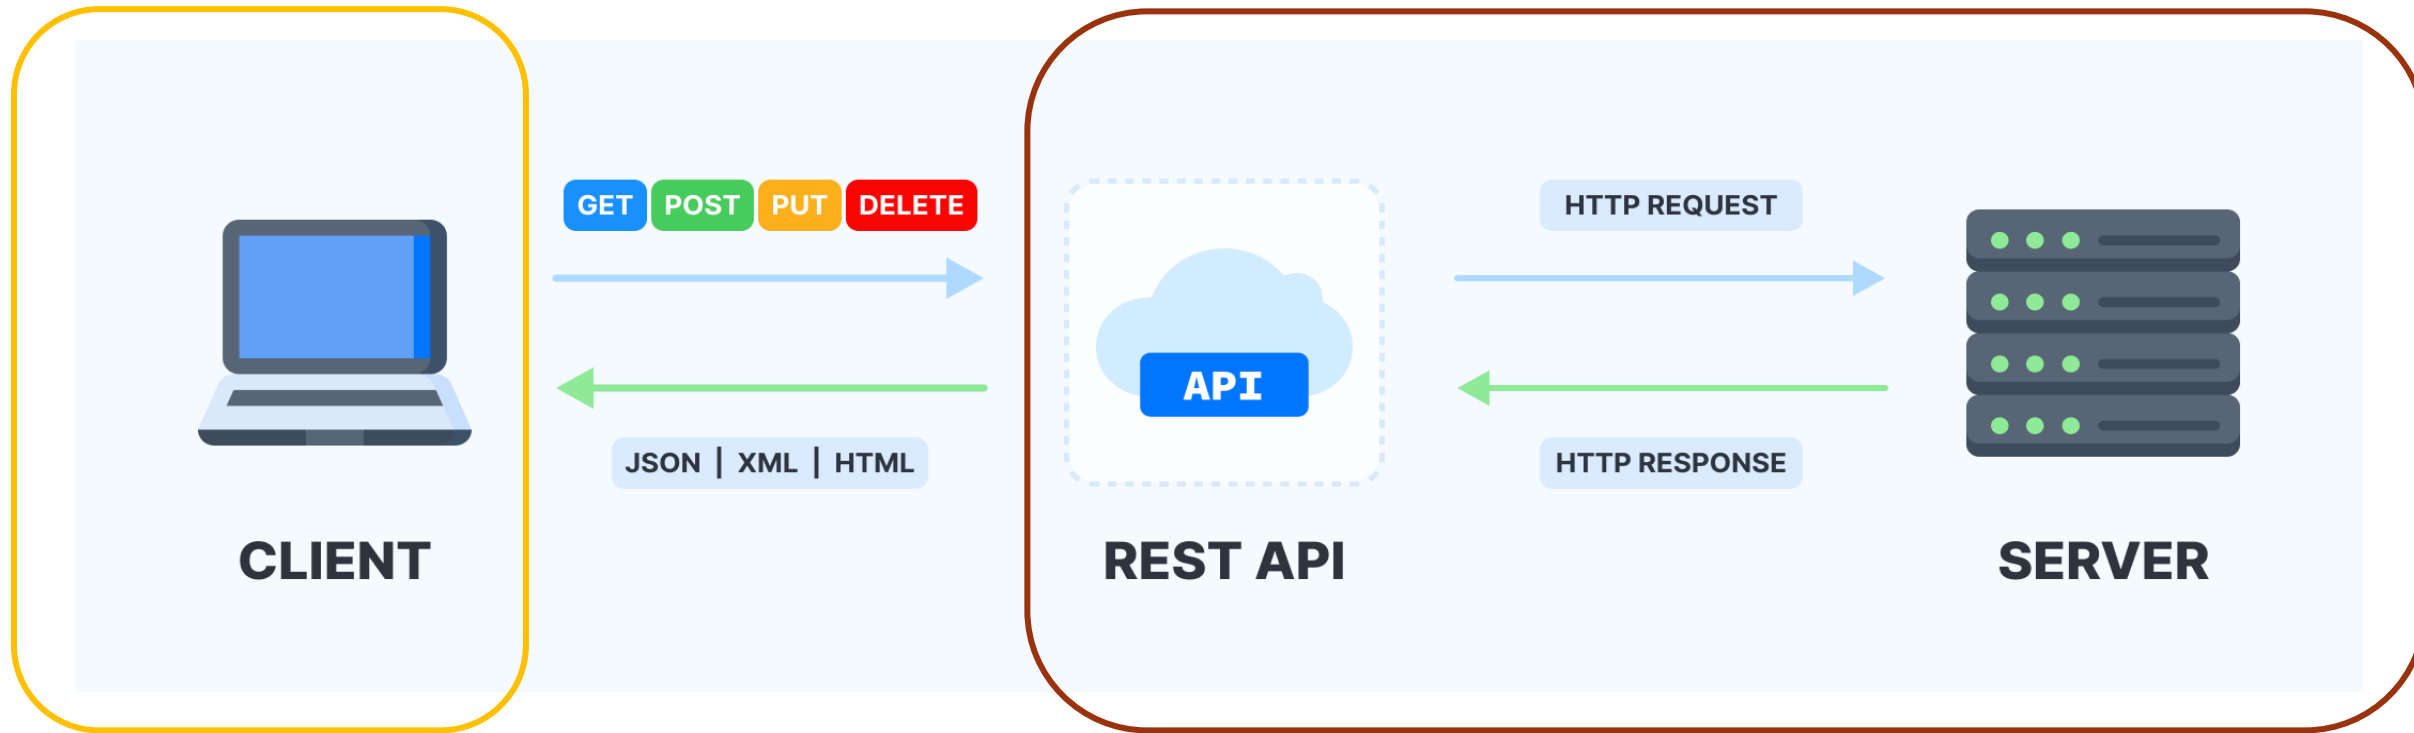 GET POST PUT DELETE
HTTP REQUEST
API
JSON | XML | HTML
HTTP RESPONSE
CLIENT
REST API
SERVER